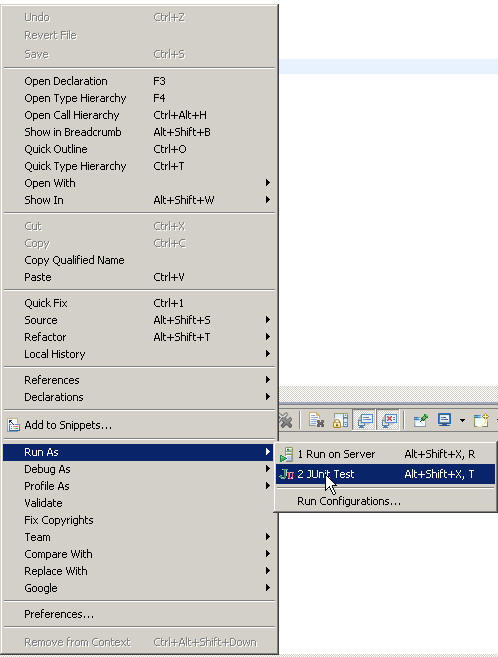 Undo Ctrl+Z
Revert File
Save Ctrl+S
Open Declaration F3
Open Type Hierarchy F4
Open Call Hierarchy Ctrl+Alt+H
Show in Breadcrumb Alt+Shift+B
Quick Outline Ctrl+O
Quick Type Hierarchy Ctrl+T
Open With
Show In Alt+Shift+W
Cut Ctrl+X
Copy Ctrl+C
Copy Qualified Name
Paste Ctrl+V
Quick Fix Ctrl+1
Source Alt+Shift+S
Refactor Alt+Shift+T
Local History
References
Declarations
Add to Snippets...
Run As
1 Run on Server Alt+Shift+X, R
Debug As
2 JUnit Test Alt+Shift+X, T
Profile As
Validate
Run Configurations...
Fix Copyrights
Team
Compare With
Replace With
Google
Preferences...
Remove from Context Ctrl+Alt+Shift+Down